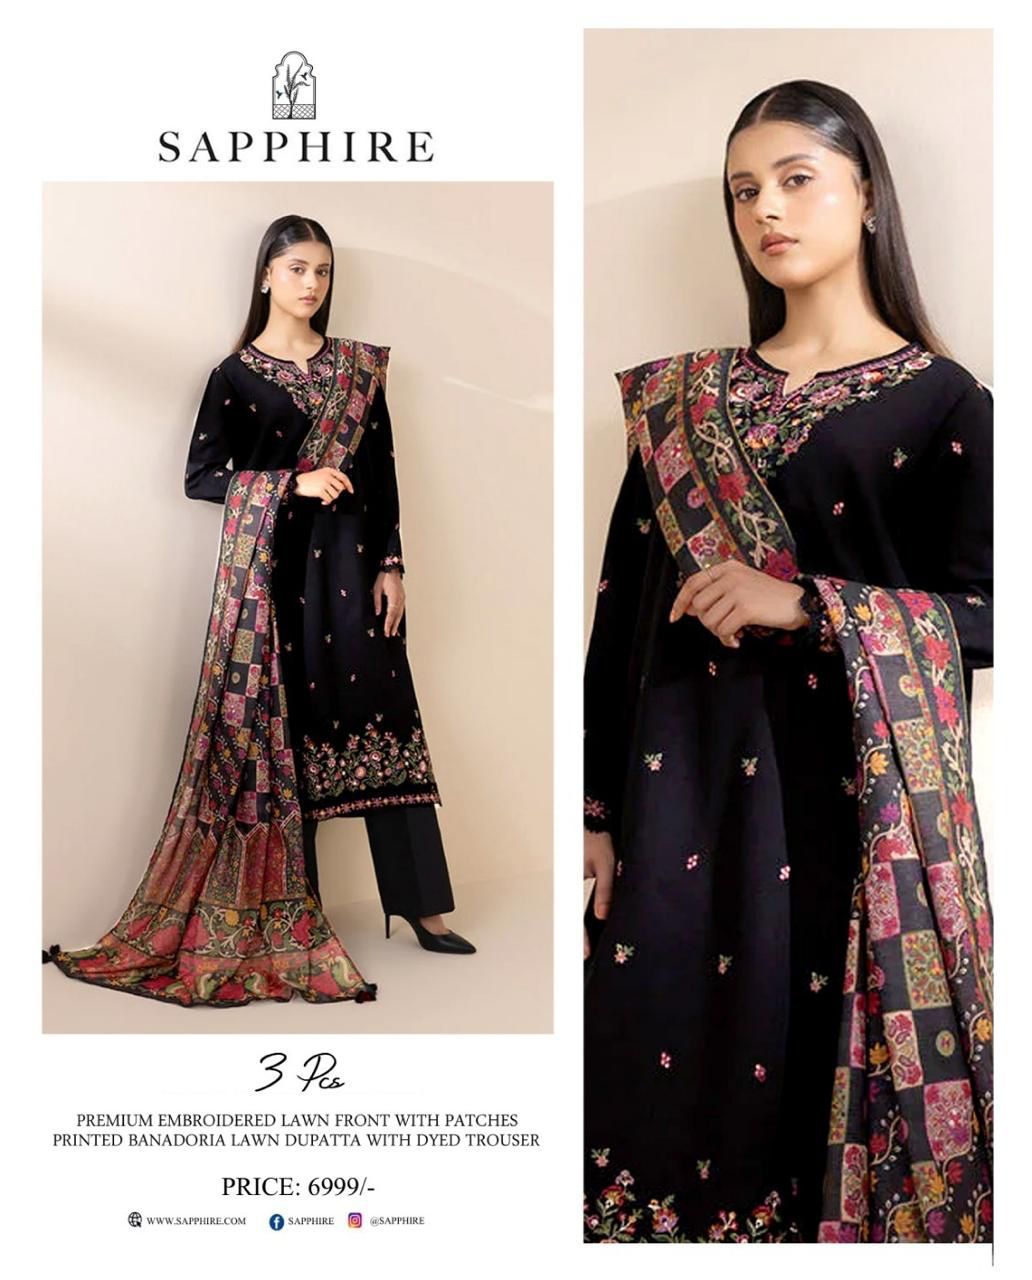 SAPPHIRE
3 Pcs
PREMIUM EMBROIDERED LAWN FRONT WITH PATCHES
PRINTED BANADORIA LAWN DUPATTA WITH DYED TROUSER
PRICE: 6999/-
WWW.SAPPHIRE.COM SAPPHIRE @SAPPHIRE